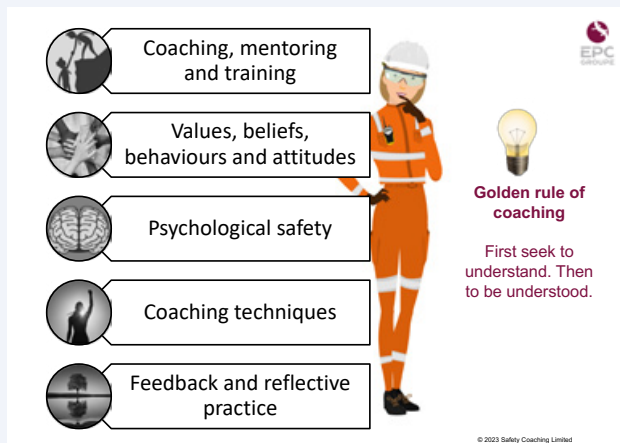 Coaching, mentoring
and training
Values, beliefs,
behaviours and attitudes
Psychological safety
Coaching techniques
Feedback and reflective
practice
EPC
GROUPE
Golden rule of
coaching
First seek to
understand. Then
to be understood.
© 2023 Safety Coaching Limited